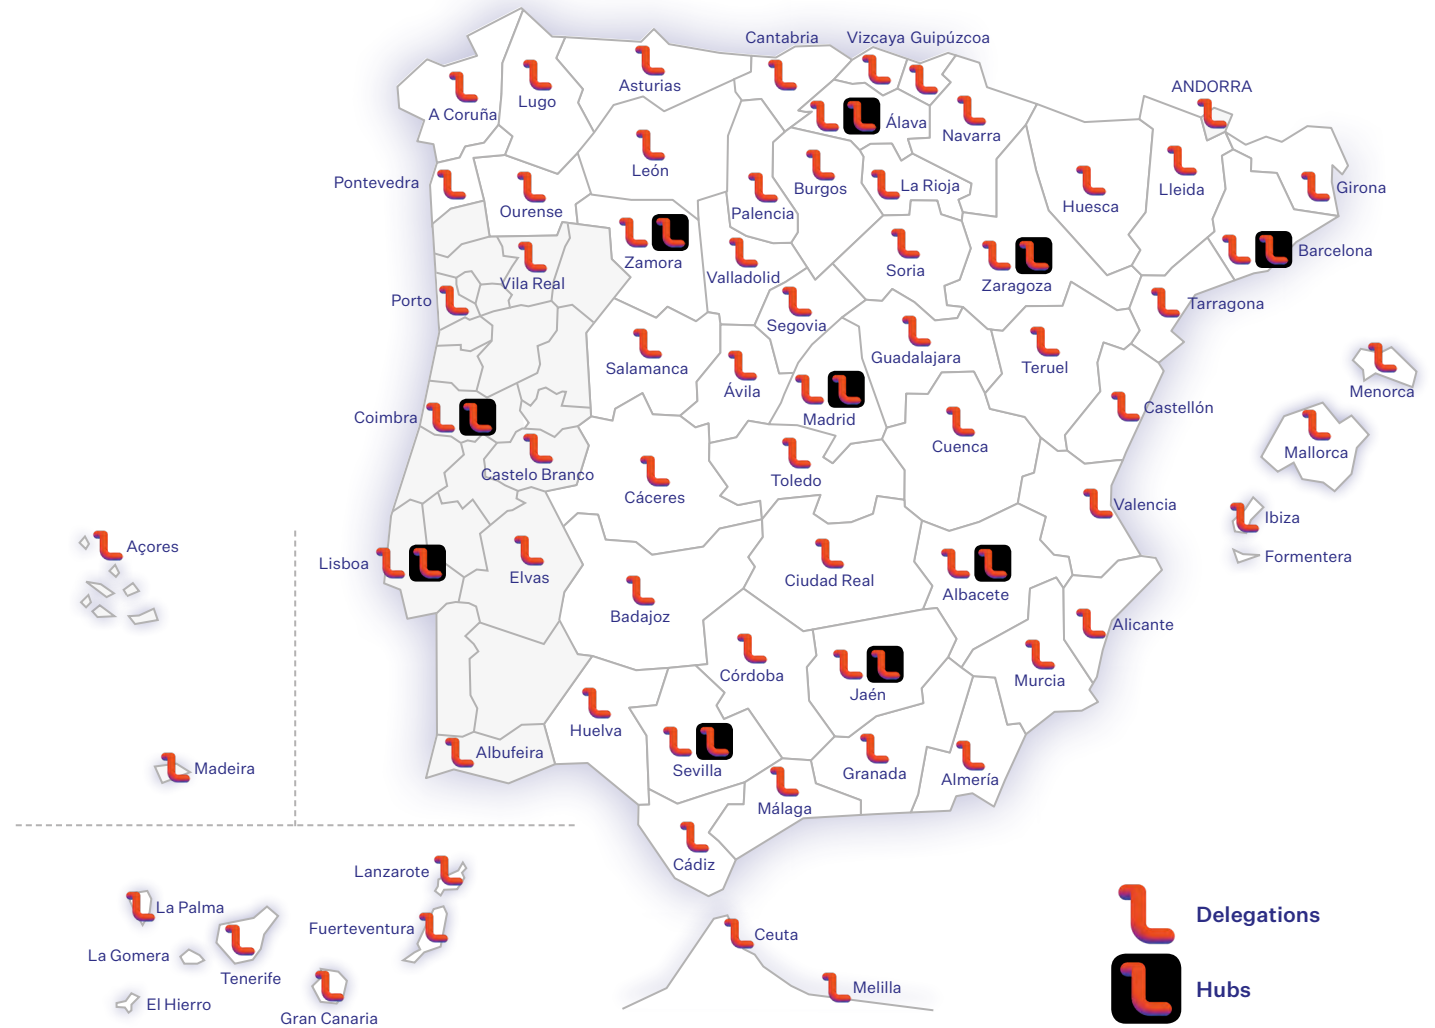 Cantabria
Vizcaya
Guipúzcoa
Asturias
Lugo
A Coruña
ANDORRA
Álava
Navarra
León
Pontevedra
Ourense
Palencia
Burgos
La Rioja
Huesca
Lleida
Girona
Zamora
Vila Real
Valladolid
Soria
Zaragoza
Barcelona
Porto
Segovia
Tarragona
Salamanca
Ávila
Guadalajara
Teruel
Menorca
Coimbra
Madrid
Cuenca
Castellón
Mallorca
Castelo Branco
Cáceres
Toledo
Valencia
Ibiza
Formentera
Açores
Lisboa
Elvas
Badajoz
Ciudad Real
Albacete
Alicante
Córdoba
Jaén
Murcia
Huelva
Sevilla
Granada
Almería
Albufeira
Madeira
Málaga
Cádiz
Lanzarote
La Palma
Fuerteventura
La Gomera
Tenerife
El Hierro
Gran Canaria
Ceuta
Melilla
Delegations
Hubs